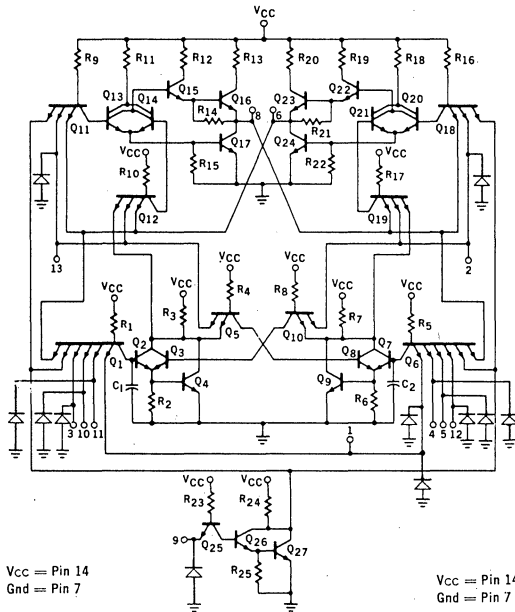 VCC
R9 R11 R12 R13 R20 R19 R18 R16
Q13 Q14 Q15 Q16 Q23 Q22 Q21 Q20
R14 8 6 R21
Q11 Q17 Q24 Q18
VCC R15 R22 VCC
R10 R17
Q12 Q19
13 2
VCC VCC
R4 R8
VCC VCC VCC VCC
R1 R3 Q5 Q10 R7 R5
Q1 Q2 Q3 Q8 Q7 Q6
C1 Q4 Q9 C2
R2 R6
3 10 11 1 4 5 12
VCC VCC
R23 R24
9 Q25 Q26 Q27
R25
VCC = Pin 14
Gnd = Pin 7
VCC = Pin 14
Gnd = Pin 7